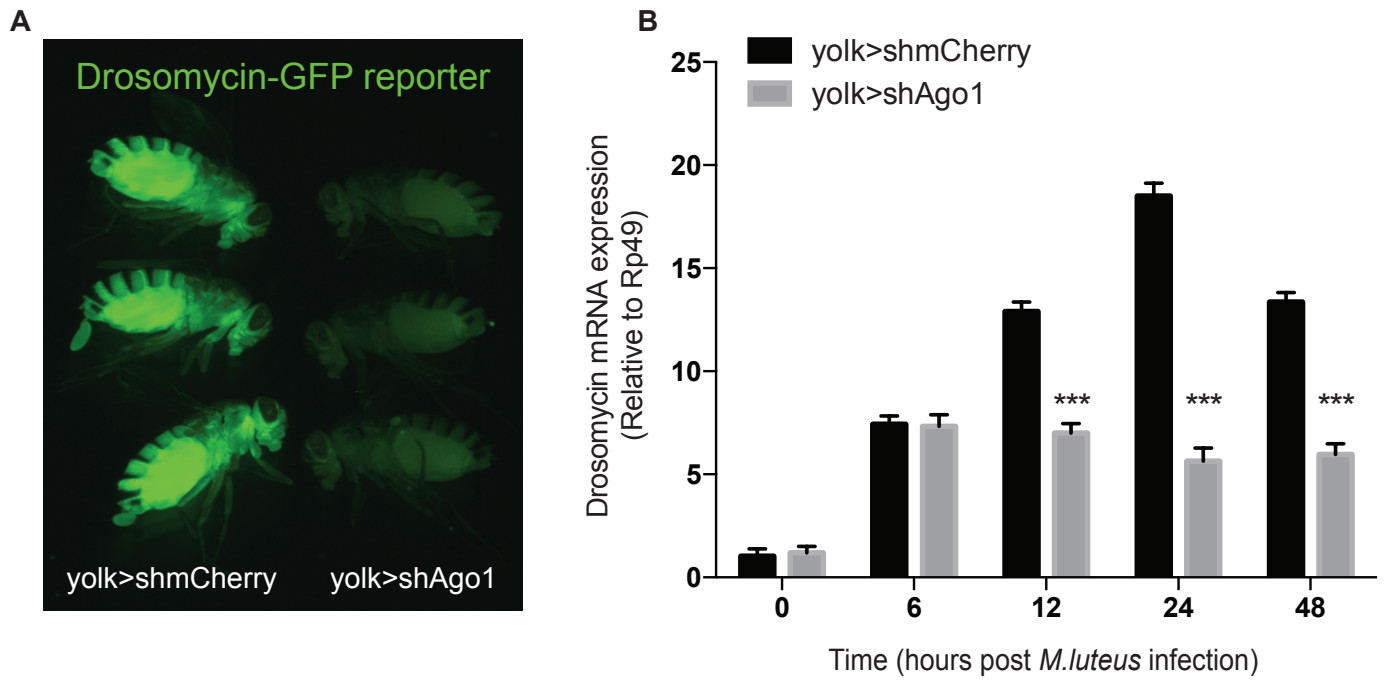 A
Drosomycin-GFP reporter
yolk>shmCherry
yolk>shAgo1
B
yolk>shmCherry
yolk>shAgo1
Drosomycin mRNA expression
(Relative to Rp49)
25
20
15
10
5
0
***
***
***
0
6
12
24
48
Time (hours post M.luteus infection)